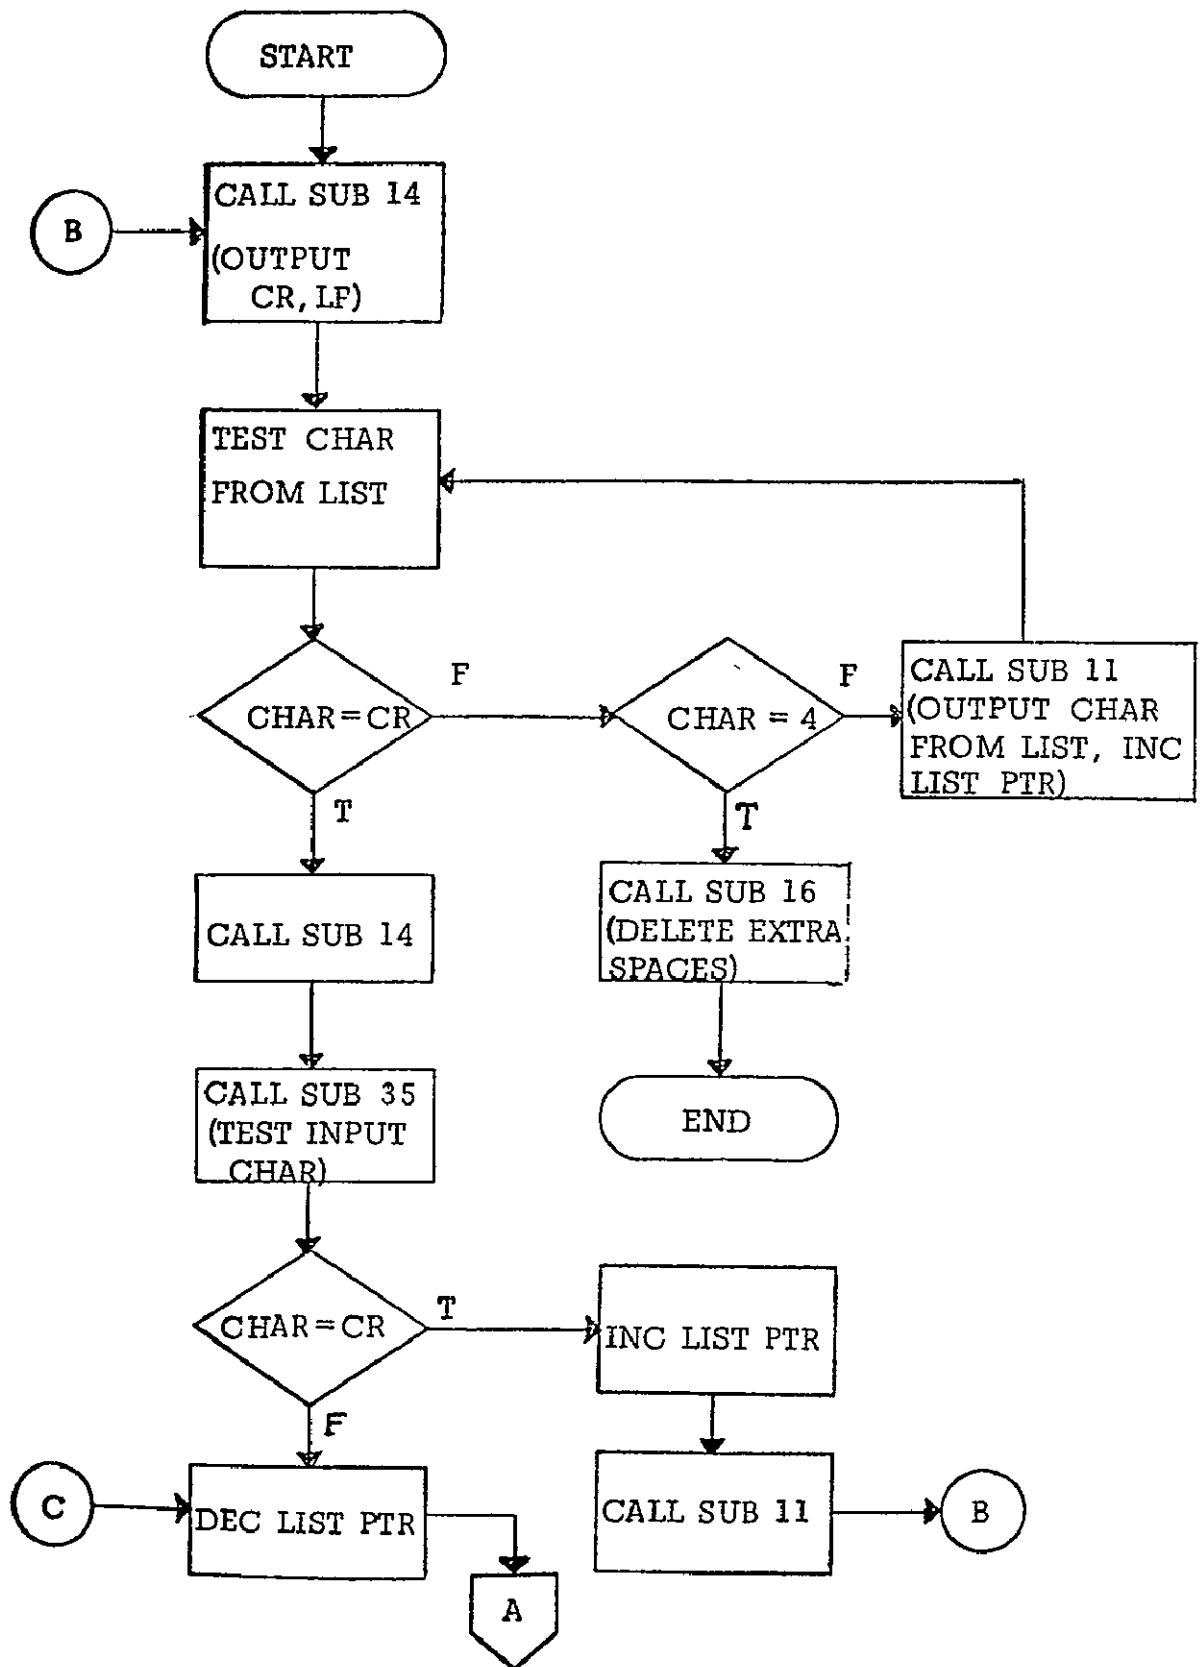 START
B
CALL SUB 14
(OUTPUT
CR, LF)
TEST CHAR
FROM LIST
CHAR = CR
F
T
CHAR = 4
F
T
CALL SUB 11
(OUTPUT CHAR
FROM LIST, INC
LIST PTR)
CALL SUB 14
CALL SUB 16
(DELETE EXTRA
SPACES)
CALL SUB 35
(TEST INPUT
CHAR)
END
CHAR = CR
T
F
INC LIST PTR
C
DEC LIST PTR
CALL SUB 11
B
A